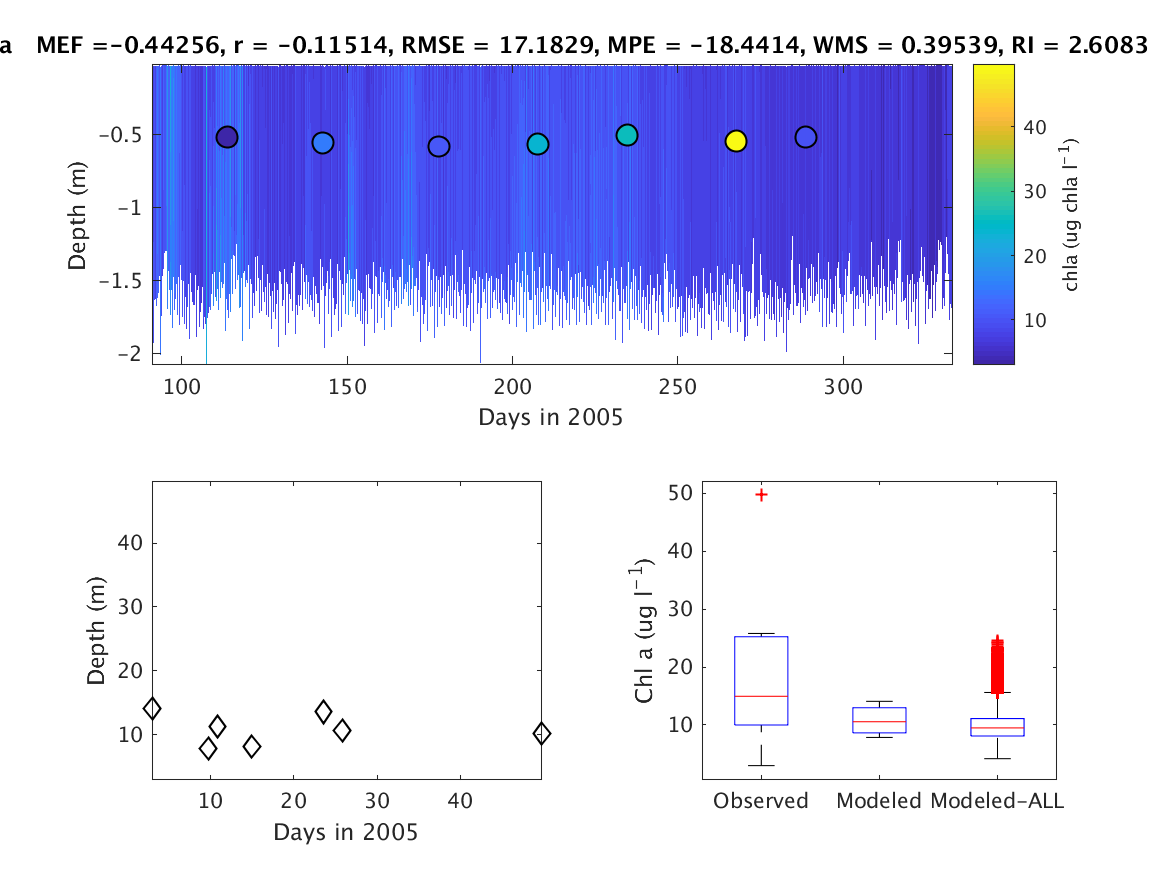 a MEF =-0.44256, r = -0.11514, RMSE = 17.1829, MPE = -18.4414, WMS = 0.39539, RI = 2.6083
-0.5
-1
-1.5
-2
Depth (m)
100 150 200 250 300
Days in 2005
40
30
20
10
chla (ug chla l⁻¹)
40
30
20
10
Depth (m)
10 20 30 40
Days in 2005
50
40
30
20
10
Chl a (ug l⁻¹)
Observed Modeled Modeled-ALL